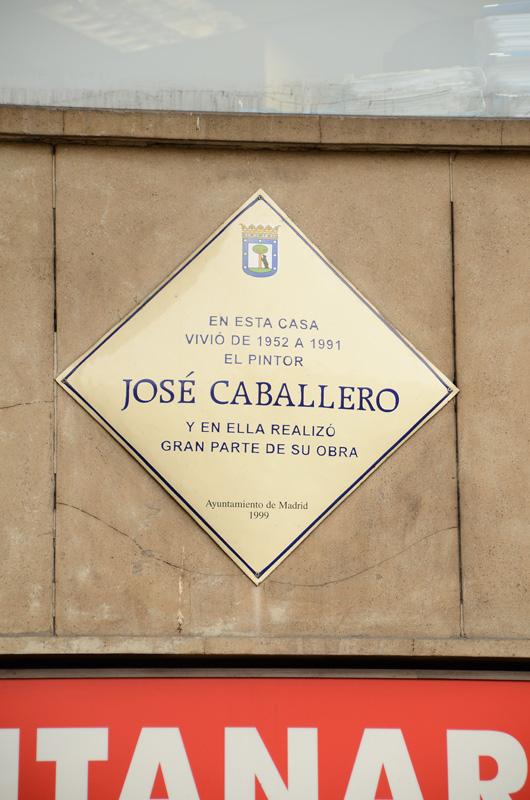 EN ESTA CASA
VIVIÓ DE 1952 A 1991
EL PINTOR
JOSÉ CABALLERO
Y EN ELLA REALIZÓ
GRAN PARTE DE SU OBRA
Ayuntamiento de Madrid
1999
ITANAR